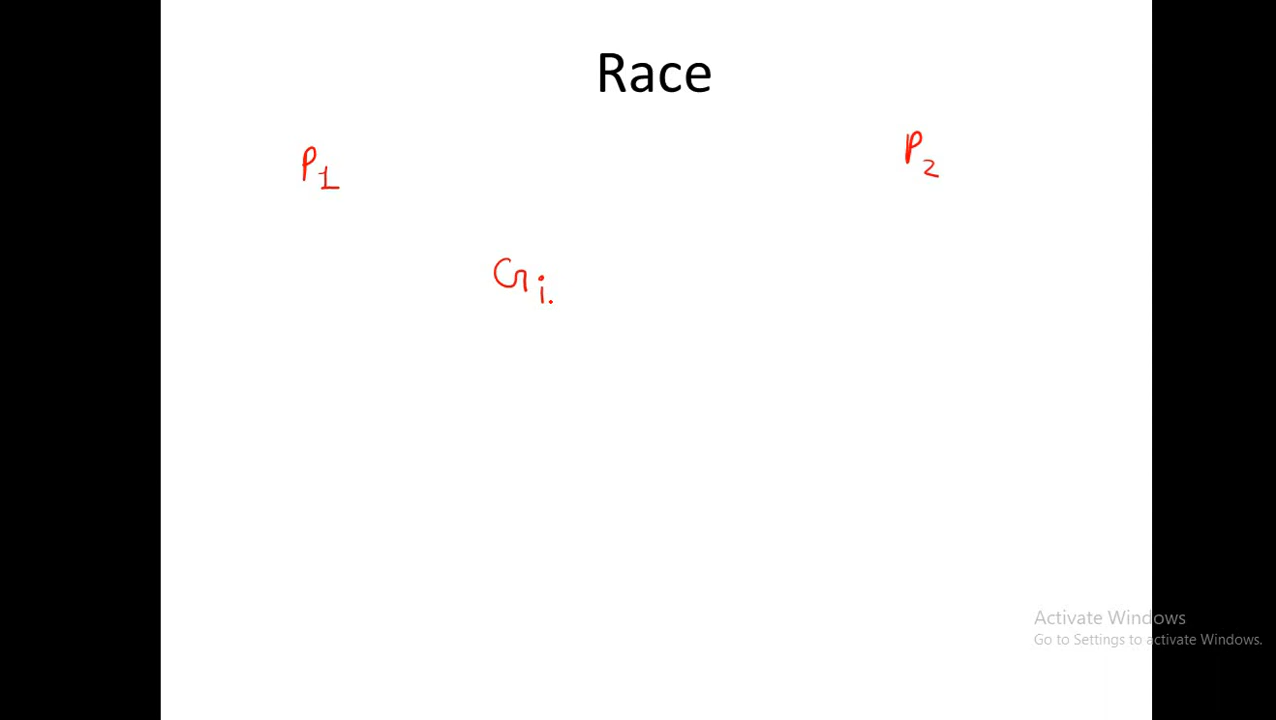 Race
P1
P2
Gi.
Activate Windows
Go to Settings to activate Windows.